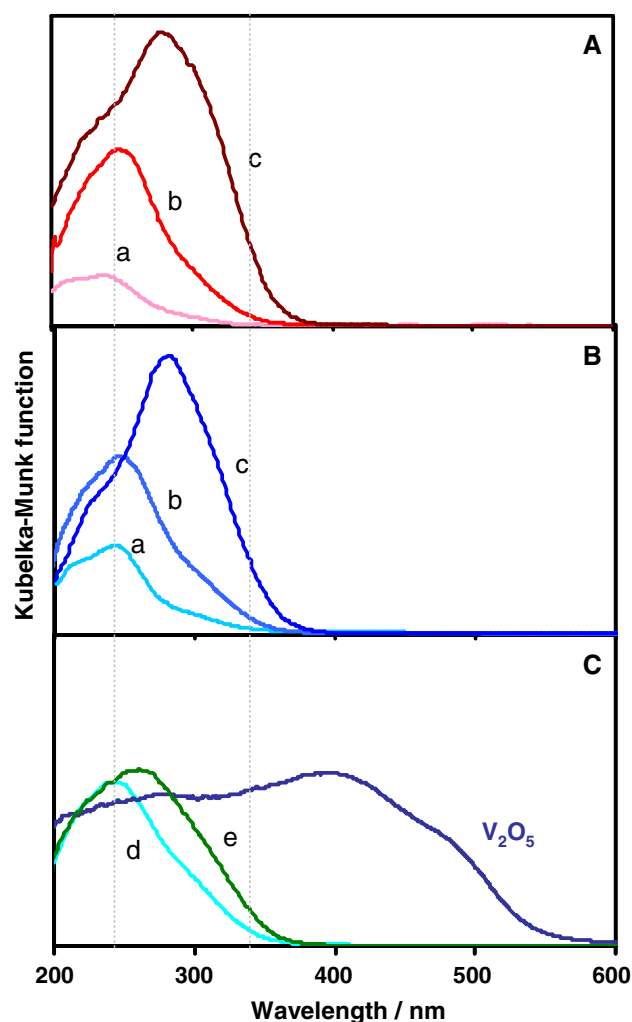 A
c
b
a
B
c
b
a
Kubelka-Munk function
C
d
e
V₂O₅
200
300
400
500
600
Wavelength / nm